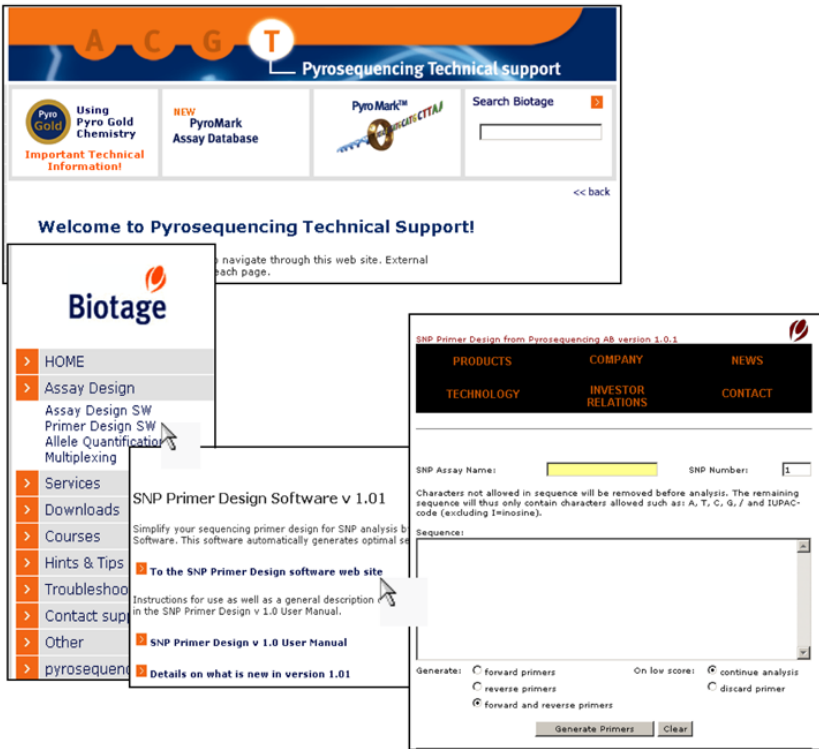 A C G T
Pyrosequencing Technical support
Pyro
Gold
Using
Pyro Gold
Chemistry
Important Technical
Information!
NEW
PyroMark
Assay Database
PyroMark™
Search Biotage
<< back
Welcome to Pyrosequencing Technical Support!
navigate through this web site. External
each page.
Biotage
HOME
Assay Design
Assay Design SW
Primer Design SW
Allele Quantification
Multiplexing
Services
Downloads
Courses
Hints & Tips
Troubleshoo
Contact sup
Other
pyrosequenc
SNP Primer Design Software v 1.01
Simplify your sequencing primer design for SNP analysis b
Software. This software automatically generates optimal se
To the SNP Primer Design software web site
Instructions for use as well as a general description
in the SNP Primer Design v 1.0 User Manual.
SNP Primer Design v 1.0 User Manual
Details on what is new in version 1.01
SNP Primer Design from Pyrosequencing AB version 1.0.1
PRODUCTS COMPANY NEWS
TECHNOLOGY INVESTOR RELATIONS CONTACT
SNP Assay Name: SNP Number: 1
Characters not allowed in sequence will be removed before analysis. The remaining
sequence will thus only contain characters allowed such as: A, T, C, G, / and IUPAC-
code (excluding I=inosine).
Sequence:
Generate: forward primers On low score: continue analysis
reverse primers discard primer
forward and reverse primers
Generate Primers Clear